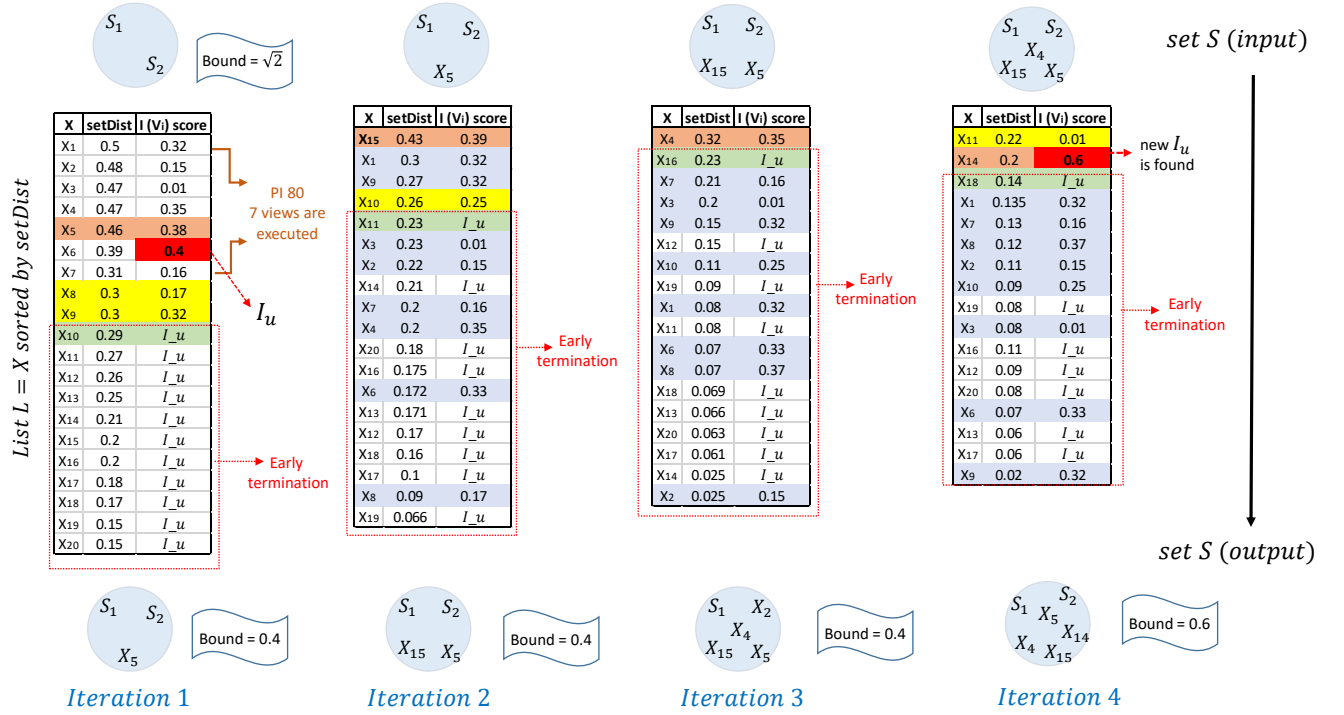 S₁
S₂
Bound = √2
S₁
S₂
X₅
S₁
S₂
X₁₅
X₅
S₁
S₂
X₄
X₁₅
X₅
set S (input)
List L = X sorted by setDist
X setDist I (Vᵢ) score
X₁ 0.5 0.32
X₂ 0.48 0.15
X₃ 0.47 0.01
X₄ 0.47 0.35
X₅ 0.46 0.38
X₆ 0.39 0.4
X₇ 0.31 0.16
X₈ 0.3 0.17
X₉ 0.3 0.32
X₁₀ 0.29 I_u
X₁₁ 0.27 I_u
X₁₂ 0.26 I_u
X₁₃ 0.25 I_u
X₁₄ 0.21 I_u
X₁₅ 0.2 I_u
X₁₆ 0.2 I_u
X₁₇ 0.18 I_u
X₁₈ 0.17 I_u
X₁₉ 0.15 I_u
X₂₀ 0.15 I_u
PI 80
7 views are
executed
I_u
Early
termination
X setDist I (Vᵢ) score
X₁₅ 0.43 0.39
X₁ 0.3 0.32
X₉ 0.27 0.32
X₁₀ 0.26 0.25
X₁₁ 0.23 I_u
X₃ 0.23 0.01
X₂ 0.22 0.15
X₁₄ 0.21 I_u
X₇ 0.2 0.16
X₄ 0.2 0.35
X₂₀ 0.18 I_u
X₁₆ 0.175 I_u
X₆ 0.172 0.33
X₁₃ 0.171 I_u
X₁₂ 0.17 I_u
X₁₈ 0.16 I_u
X₁₇ 0.1 I_u
X₈ 0.09 0.17
X₁₉ 0.066 I_u
Early
termination
X setDist I (Vᵢ) score
X₄ 0.32 0.35
X₁₆ 0.23 I_u
X₇ 0.21 0.16
X₃ 0.2 0.01
X₉ 0.15 0.32
X₁₂ 0.15 I_u
X₁₀ 0.11 0.25
X₁₉ 0.09 I_u
X₁ 0.08 0.32
X₁₁ 0.08 I_u
X₆ 0.07 0.33
X₈ 0.07 0.37
X₁₈ 0.069 I_u
X₁₃ 0.066 I_u
X₂₀ 0.063 I_u
X₁₇ 0.061 I_u
X₁₄ 0.025 I_u
X₂ 0.025 0.15
Early
termination
X setDist I (Vᵢ) score
X₁₁ 0.22 0.01
X₁₄ 0.2 0.6
X₁₈ 0.14 I_u
X₁ 0.135 0.32
X₇ 0.13 0.16
X₈ 0.12 0.37
X₂ 0.11 0.15
X₁₀ 0.09 0.25
X₁₉ 0.08 I_u
X₃ 0.08 0.01
X₁₆ 0.11 I_u
X₁₂ 0.09 I_u
X₂₀ 0.08 I_u
X₆ 0.07 0.33
X₁₃ 0.06 I_u
X₁₇ 0.06 I_u
X₉ 0.02 0.32
new I_u
is found
Early
termination
set S (output)
S₁
S₂
X₅
Bound = 0.4
S₁
S₂
X₁₅
X₅
Bound = 0.4
S₁
X₂
X₄
X₁₅
X₅
Bound = 0.4
S₁
S₂
X₅
X₁₄
X₄
X₁₅
Bound = 0.6
Iteration 1
Iteration 2
Iteration 3
Iteration 4